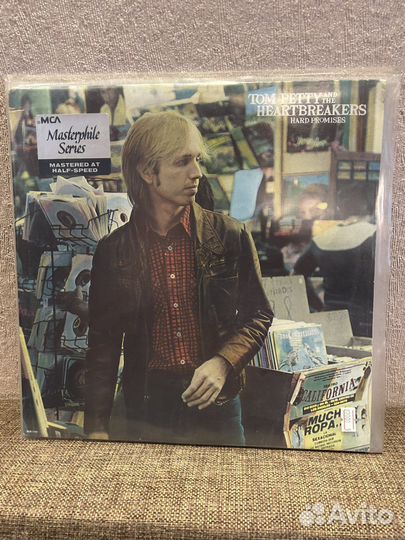 TOM PETTY AND THE
HEARTBREAKERS
HARD PROMISES
MCA
Masterphile
Series
MASTERED AT
HALF-SPEED
CALIFORNIA
MUCH
ROPA...
Avito